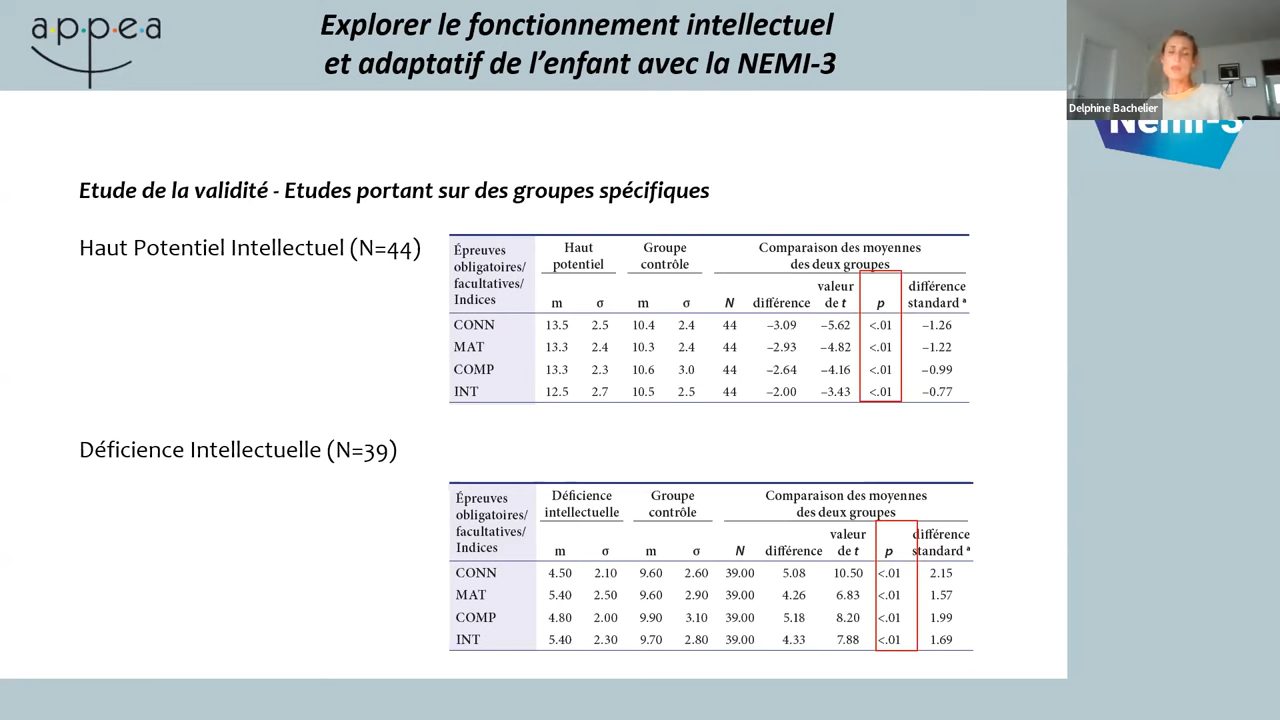 appea
Explorer le fonctionnement intellectuel
et adaptatif de l’enfant avec la NEMI-3
Delphine Bachelier
Nemi-3
Etude de la validité - Etudes portant sur des groupes spécifiques
Haut Potentiel Intellectuel (N=44)
Épreuves obligatoires/ facultatives/ Indices Haut potentiel Groupe contrôle Comparaison des moyennes des deux groupes
m σ m σ N différence valeur de t p différence standard ª
CONN 13.5 2.5 10.4 2.4 44 –3.09 –5.62 <.01 –1.26
MAT 13.3 2.4 10.3 2.4 44 –2.93 –4.82 <.01 –1.22
COMP 13.3 2.3 10.6 3.0 44 –2.64 –4.16 <.01 –0.99
INT 12.5 2.7 10.5 2.5 44 –2.00 –3.43 <.01 –0.77
Déficience Intellectuelle (N=39)
Épreuves obligatoires/ facultatives/ Indices Déficience intellectuelle Groupe contrôle Comparaison des moyennes des deux groupes
m σ m σ N différence valeur de t p différence standard ª
CONN 4.50 2.10 9.60 2.60 39.00 5.08 10.50 <.01 2.15
MAT 5.40 2.50 9.60 2.90 39.00 4.26 6.83 <.01 1.57
COMP 4.80 2.00 9.90 3.10 39.00 5.18 8.20 <.01 1.99
INT 5.40 2.30 9.70 2.80 39.00 4.33 7.88 <.01 1.69